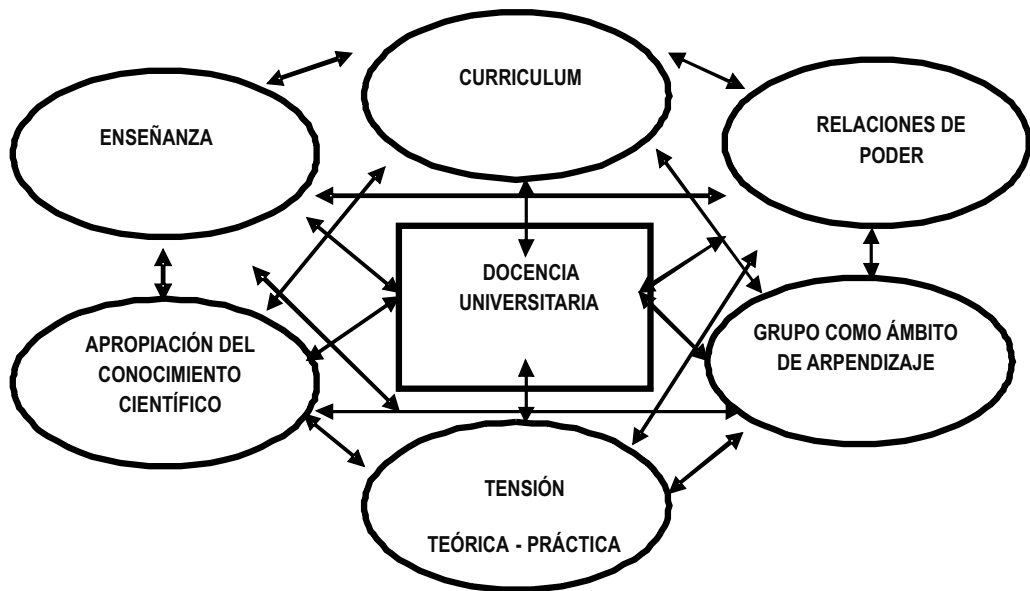 CURRICULUM
ENSEÑANZA
RELACIONES DE
PODER
DOCENCIA
UNIVERSITARIA
APROPIACIÓN DEL
CONOCIMIENTO
CIENTÍFICO
GRUPO COMO ÁMBITO
DE ARPENDIZAJE
TENSIÓN
TEÓRICA - PRÁCTICA